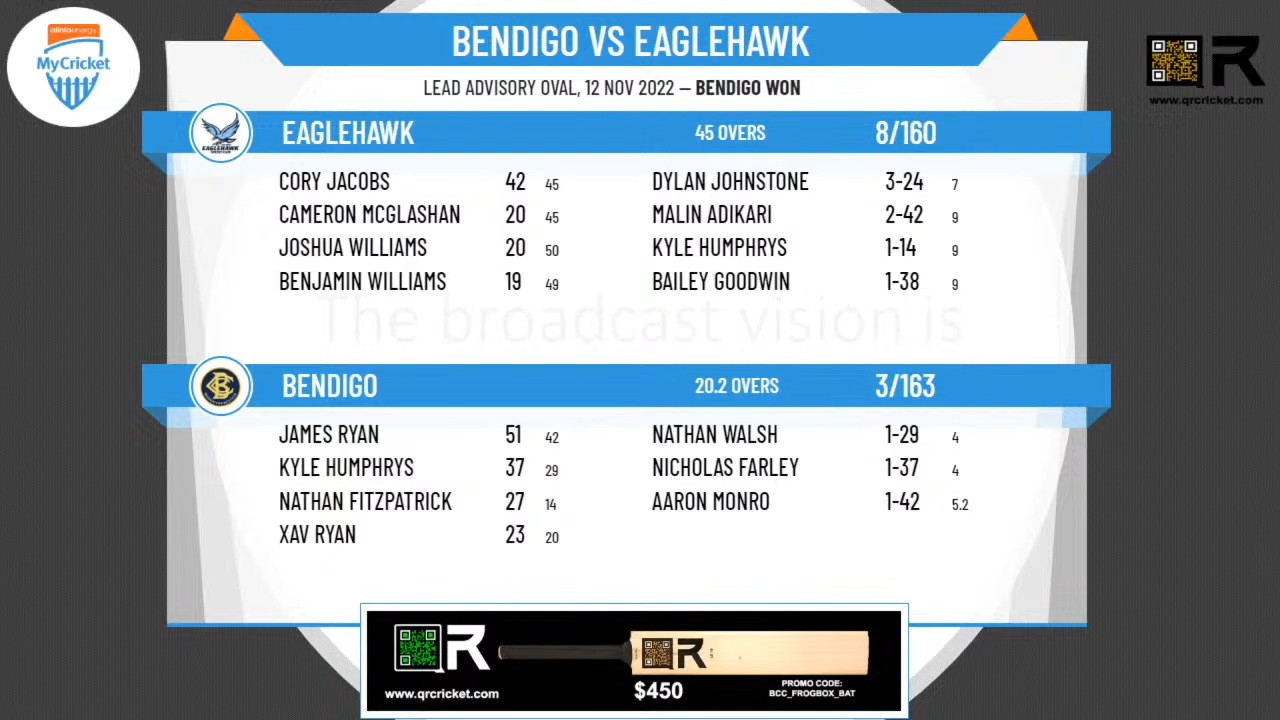 allintoenergy
MyCricket
BENDIGO VS EAGLEHAWK
LEAD ADVISORY OVAL, 12 NOV 2022 – BENDIGO WON
R
www.qrcricket.com
EAGLEHAWK 45 OVERS 8/160
EAGLEHAWK
CORY JACOBS 42 45 DYLAN JOHNSTONE 3-24 7
CAMERON MCGLASHAN 20 45 MALIN ADIKARI 2-42 9
JOSHUA WILLIAMS 20 50 KYLE HUMPHRYS 1-14 9
BENJAMIN WILLIAMS 19 49 BAILEY GOODWIN 1-38 9
The broadcast vision is
BENDIGO 20.2 OVERS 3/163
JAMES RYAN 51 42 NATHAN WALSH 1-29 4
KYLE HUMPHRYS 37 29 NICHOLAS FARLEY 1-37 4
NATHAN FITZPATRICK 27 14 AARON MONRO 1-42 5.2
XAV RYAN 23 20
R
R
www.qrcricket.com
$450
PROMO CODE:
BCC_FROGBOX_BAT